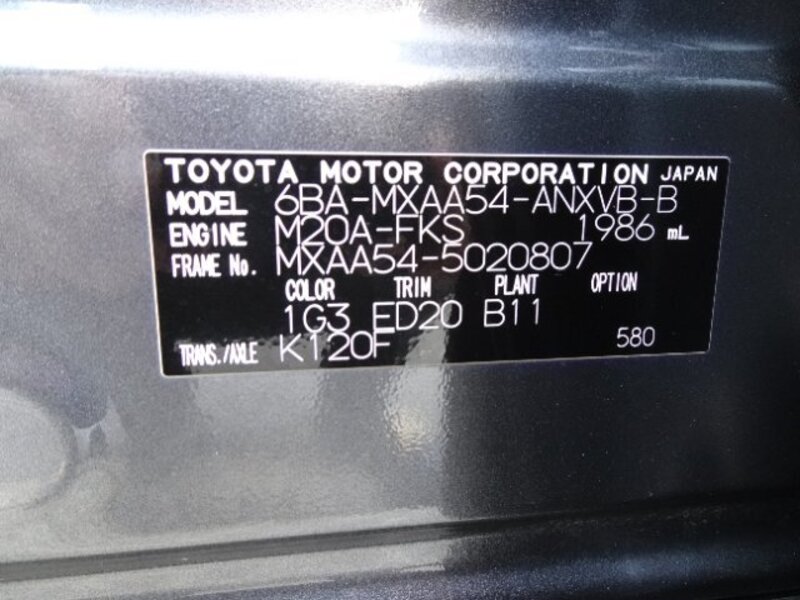 TOYOTA MOTOR CORPORATION JAPAN
MODEL 6BA-MXAA54-ANXVB-B
ENGINE M20A-FKS 1986 mL
FRAME No. MXAA54-5020807
COLOR TRIM PLANT OPTION
1G3 ED20 B11
TRANS./AXLE K120F 580